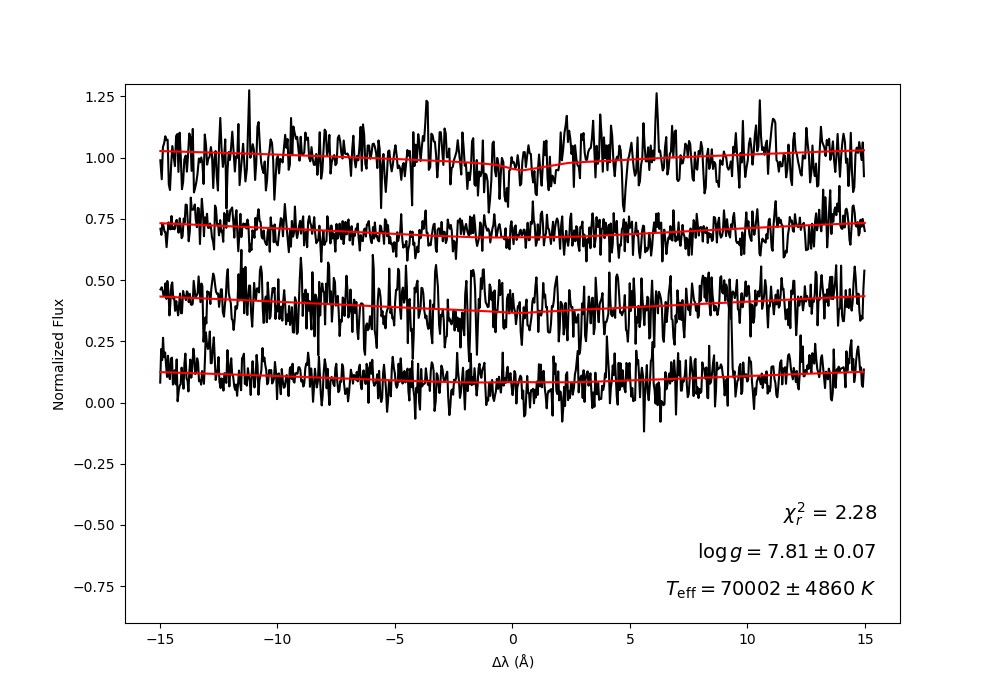 1.25
1.00
0.75
0.50
0.25
0.00
−0.25
−0.50
−0.75
Normalized Flux
χ²ᵣ = 2.28
log g = 7.81 ± 0.07
T_eff = 70002 ± 4860 K
−15 −10 −5 0 5 10 15
Δλ (Å)